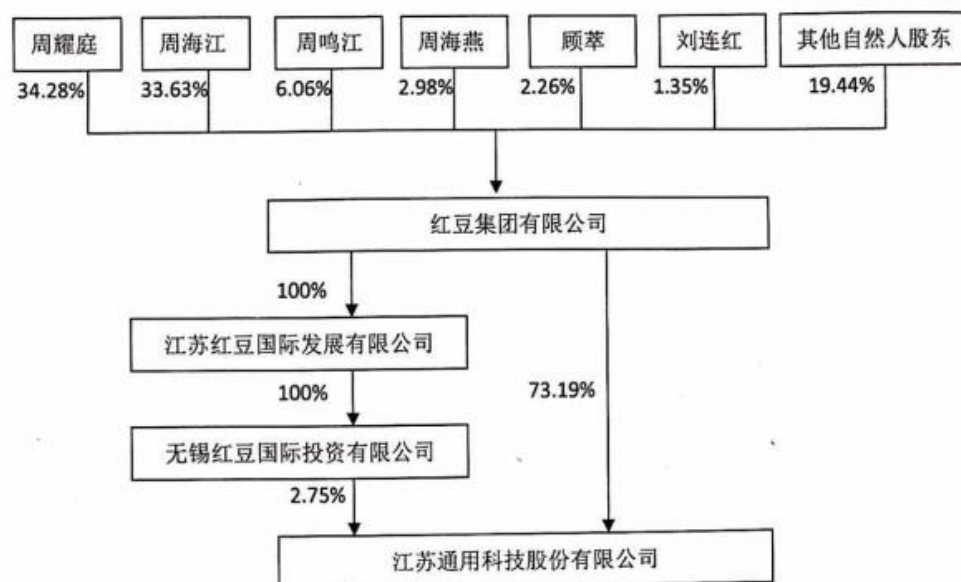 周耀庭
周海江
周鸣江
周海燕
顾萃
刘连红
其他自然人股东
34.28%
33.63%
6.06%
2.98%
2.26%
1.35%
19.44%
红豆集团有限公司
100%
江苏红豆国际发展有限公司
100%
73.19%
无锡红豆国际投资有限公司
2.75%
江苏通用科技股份有限公司